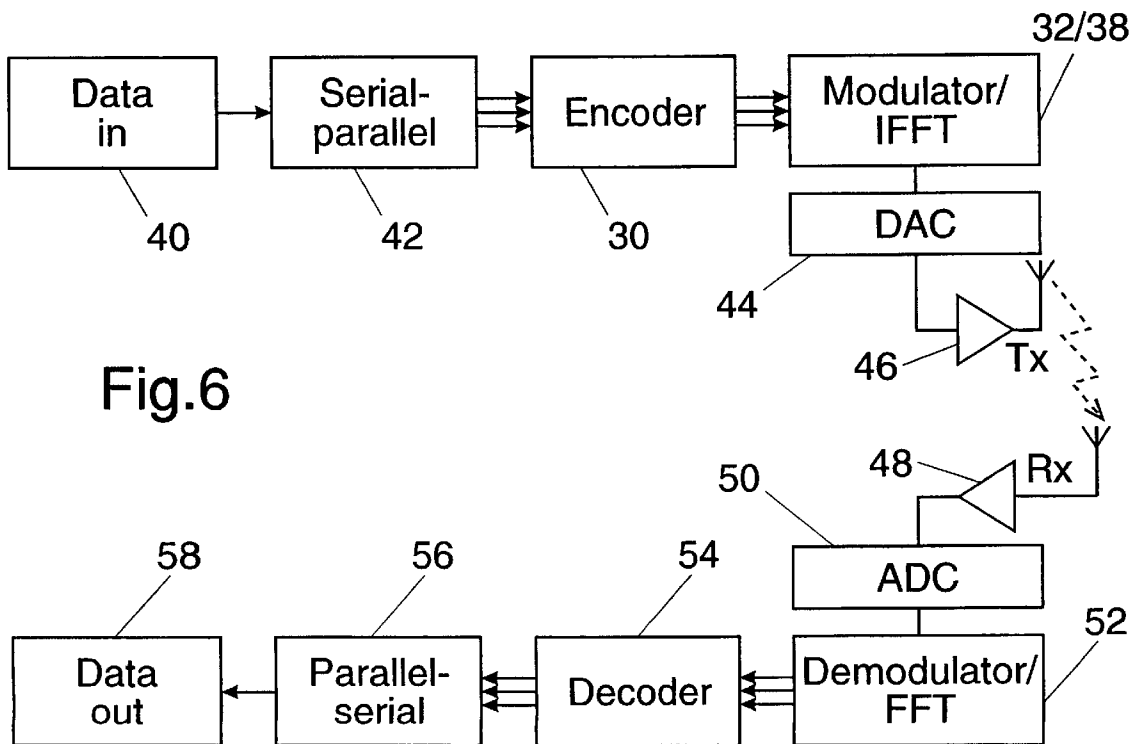 32/38
Data
in
Serial-
parallel
Encoder
Modulator/
IFFT
40
42
30
DAC
44
46
Tx
Fig.6
48
Rx
50
ADC
58
56
54
52
Data
out
Parallel-
serial
Decoder
Demodulator/
FFT